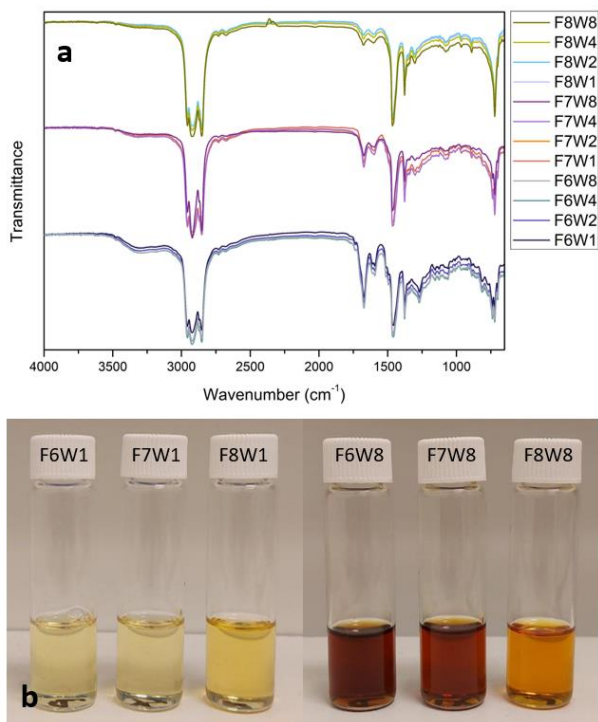 a
Transmittance
4000 3500 3000 2500 2000 1500 1000
Wavenumber (cm⁻¹)
F8W8
F8W4
F8W2
F8W1
F7W8
F7W4
F7W2
F7W1
F6W8
F6W4
F6W2
F6W1
F6W1 F7W1 F8W1 F6W8 F7W8 F8W8
b